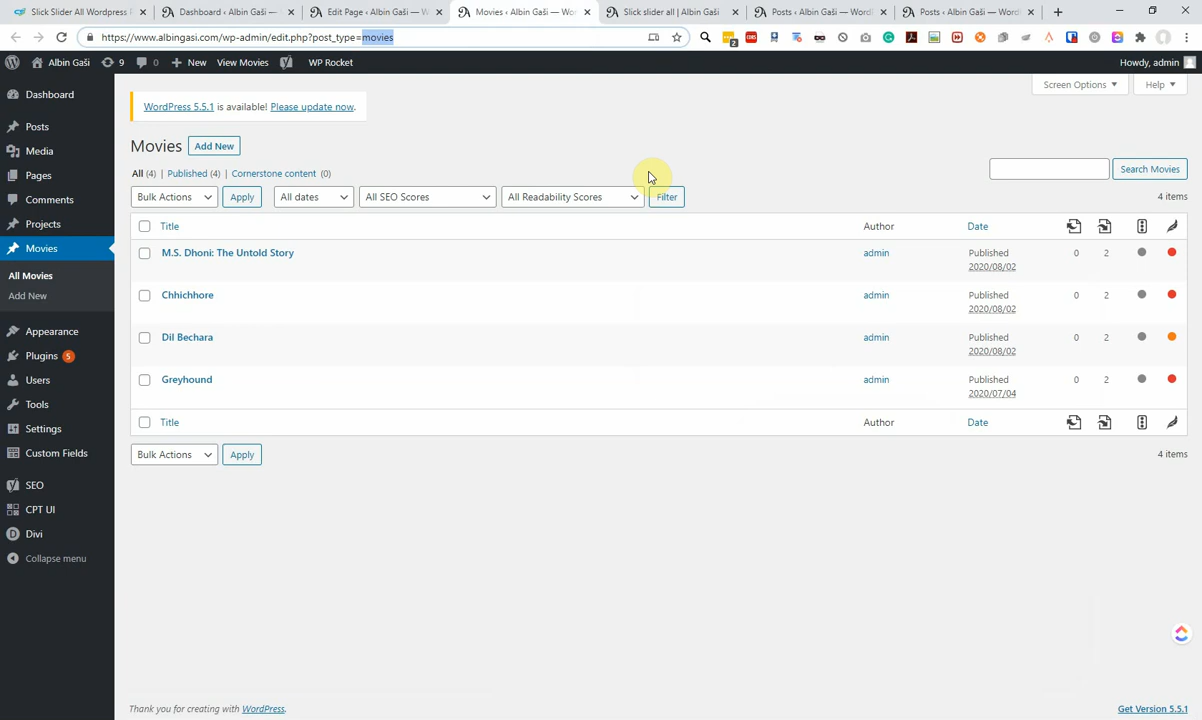 Slick Slider All Wordpress
Dashboard ‹ Albin Gaši —
Edit Page ‹ Albin Gaši — W
Movies ‹ Albin Gaši — Wor
Slick slider all | Albin Gaši
Posts ‹ Albin Gaši — Word
Posts ‹ Albin Gaši — Word
https://www.albingasi.com/wp-admin/edit.php?post_type=movies
Albin Gaši
9
0
New
View Movies
WP Rocket
Howdy, admin
Dashboard
Posts
Media
Pages
Comments
Projects
Movies
All Movies
Add New
Appearance
Plugins 5
Users
Tools
Settings
Custom Fields
SEO
CPT UI
Divi
Collapse menu
Screen Options
Help
WordPress 5.5.1 is available! Please update now.
Movies Add New
All (4) | Published (4) | Cornerstone content (0)
Search Movies
Bulk Actions Apply All dates All SEO Scores All Readability Scores Filter
4 items
Title Author Date
M.S. Dhoni: The Untold Story admin Published 0 2
2020/08/02
Chhichhore admin Published 0 2
2020/08/02
Dil Bechara admin Published 0 2
2020/08/02
Greyhound admin Published 0 2
2020/07/04
Title Author Date
Bulk Actions Apply
4 items
Thank you for creating with WordPress.
Get Version 5.5.1